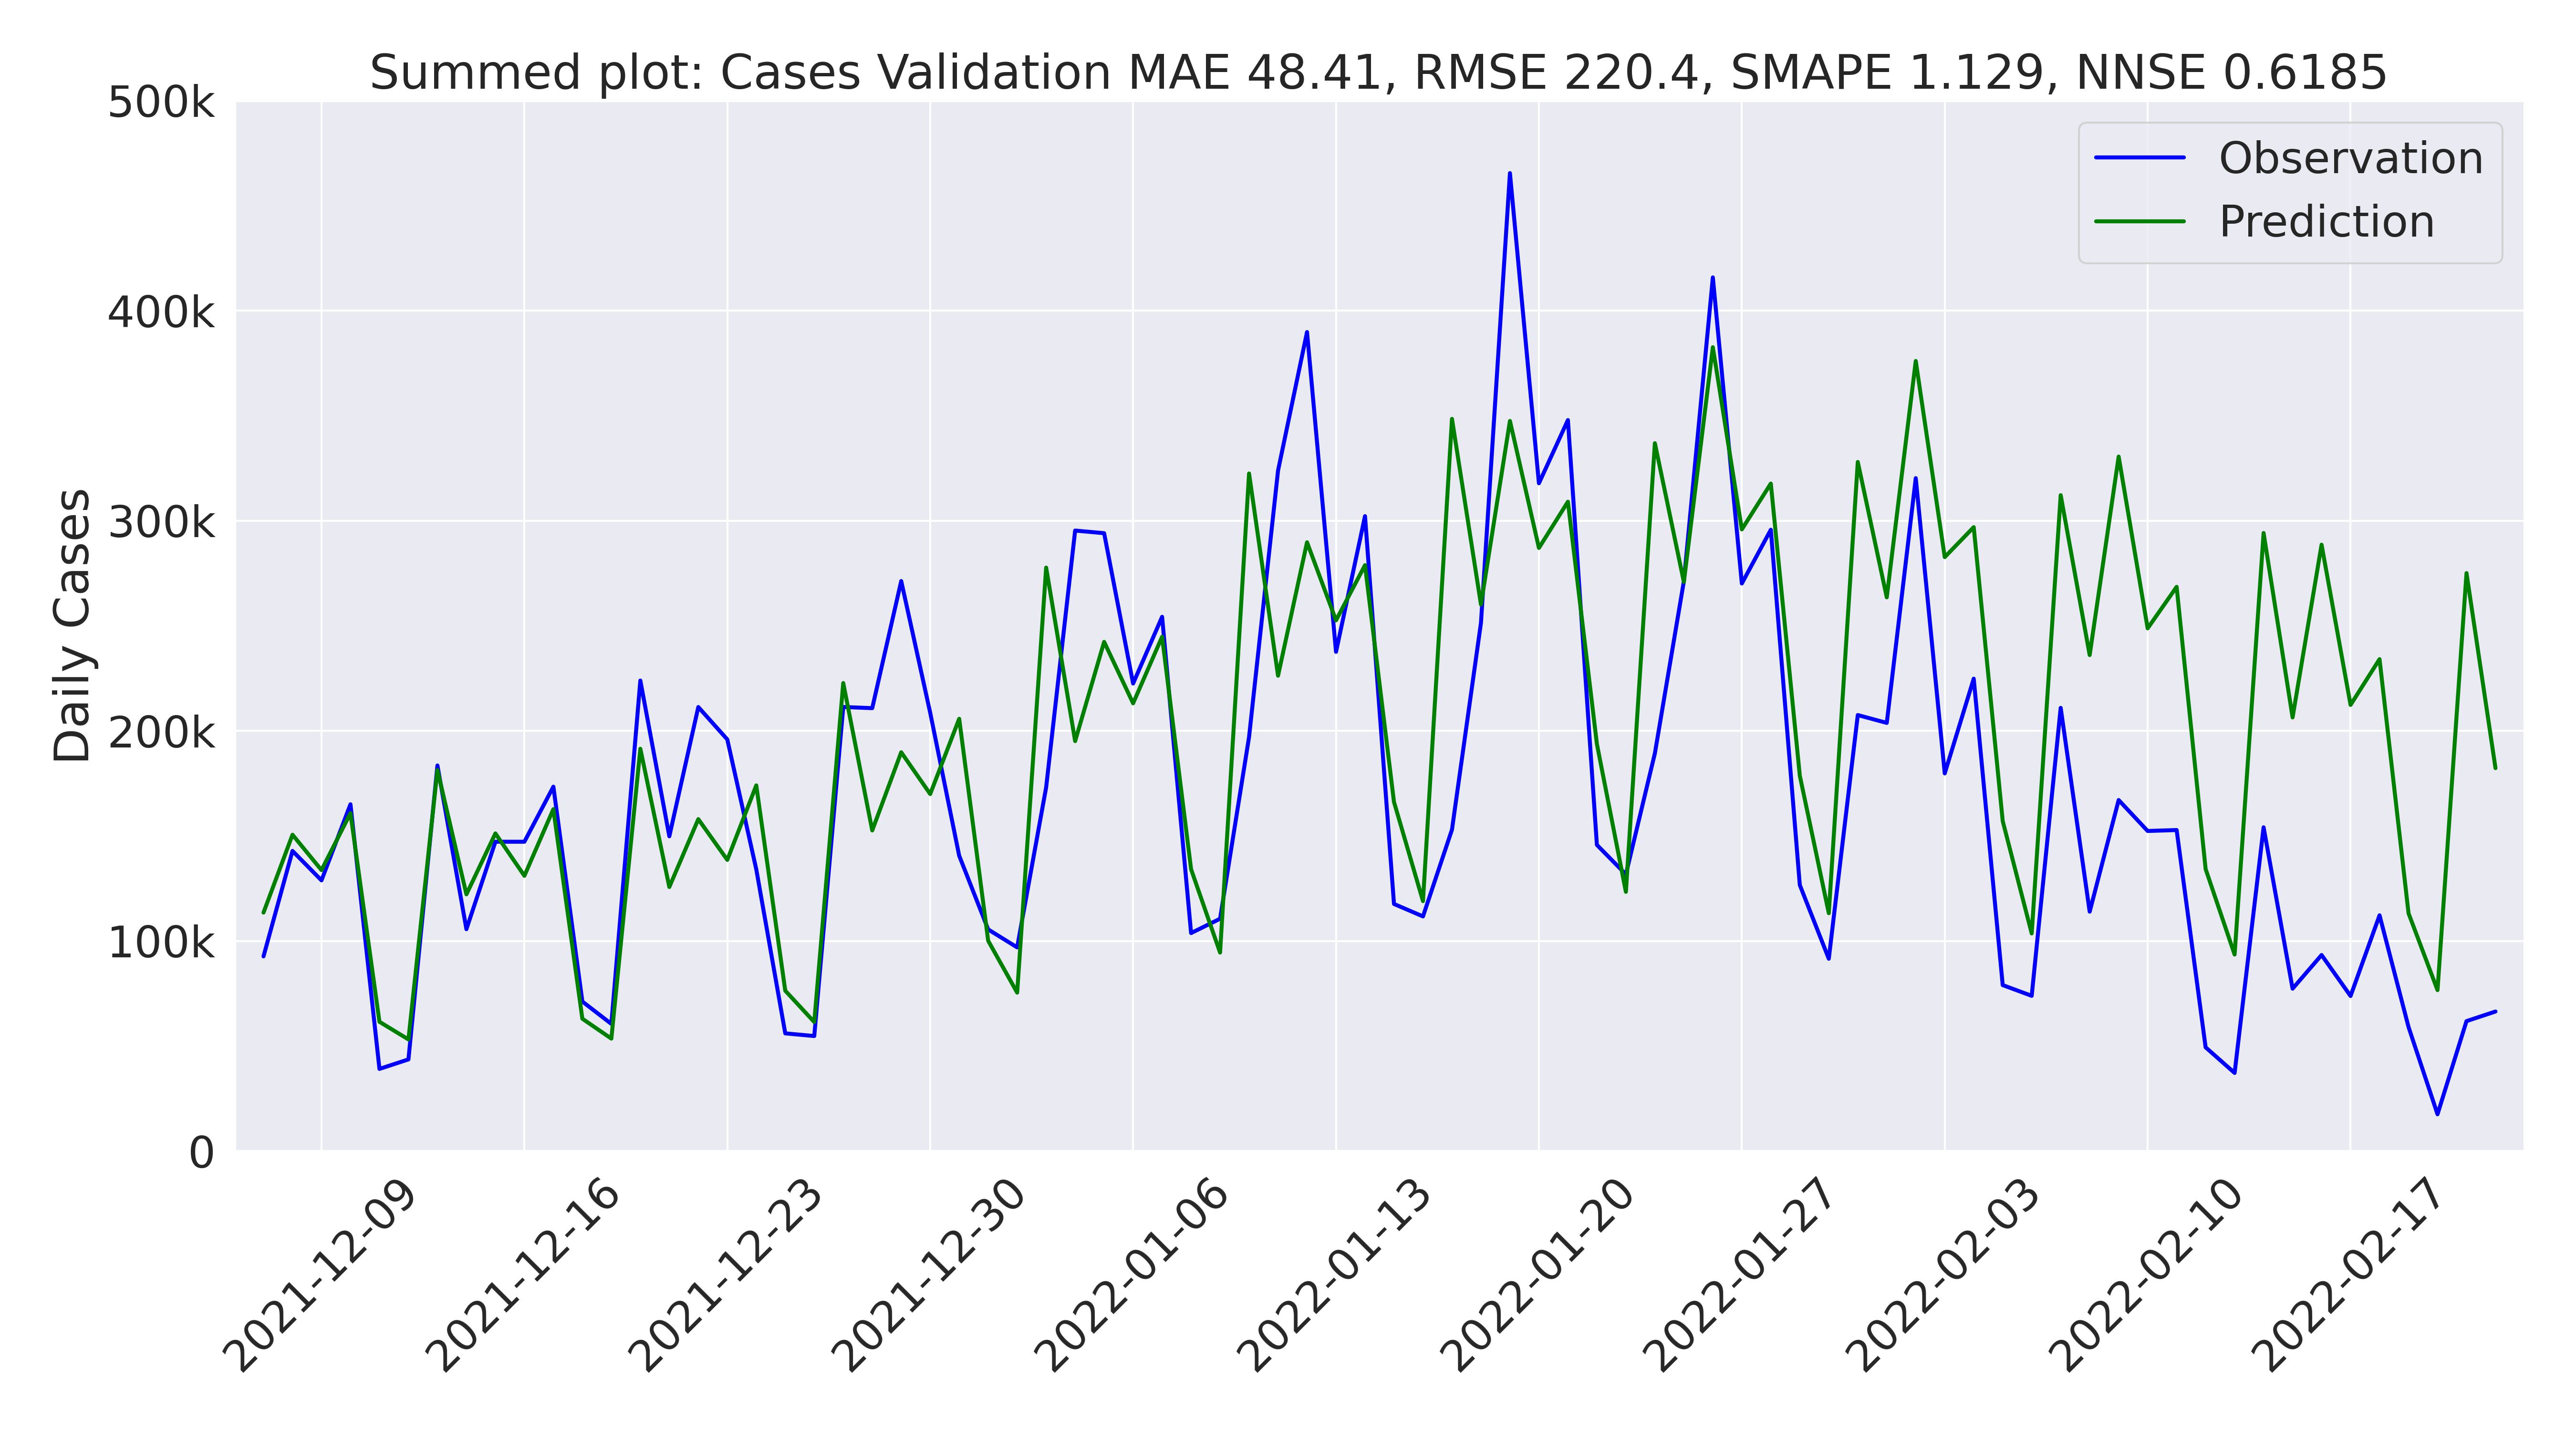 Summed plot: Cases Validation MAE 48.41, RMSE 220.4, SMAPE 1.129, NNSE 0.6185
Observation
Prediction
Daily Cases
500k
400k
300k
200k
100k
0
2021-12-09
2021-12-16
2021-12-23
2021-12-30
2022-01-06
2022-01-13
2022-01-20
2022-01-27
2022-02-03
2022-02-10
2022-02-17